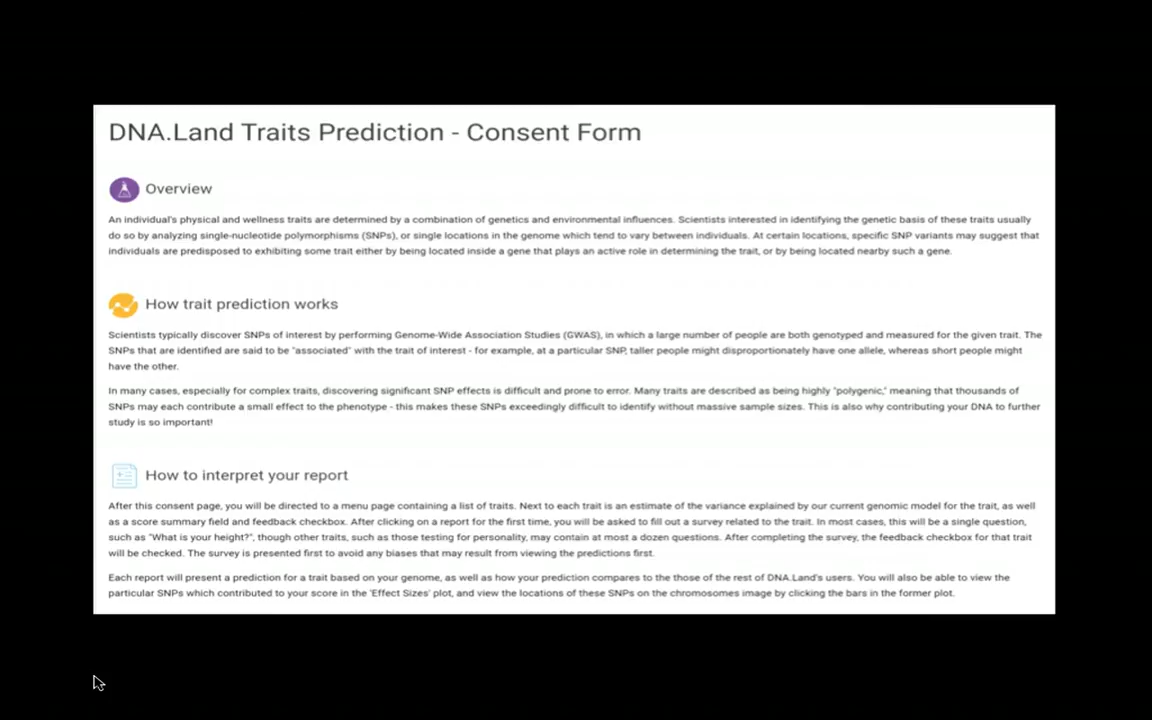 DNA.Land Traits Prediction - Consent Form
Overview
An individual's physical and wellness traits are determined by a combination of genetics and environmental influences. Scientists interested in identifying the genetic basis of these traits usually
do so by analyzing single-nucleotide polymorphisms (SNPs), or single locations in the genome which tend to vary between individuals. At certain locations, specific SNP variants may suggest that
individuals are predisposed to exhibiting some trait either by being located inside a gene that plays an active role in determining the trait, or by being located nearby such a gene.
How trait prediction works
Scientists typically discover SNPs of interest by performing Genome-Wide Association Studies (GWAS), in which a large number of people are both genotyped and measured for the given trait. The
SNPs that are identified are said to be "associated" with the trait of interest - for example, at a particular SNP, taller people might disproportionately have one allele, whereas short people might
have the other.
In many cases, especially for complex traits, discovering significant SNP effects is difficult and prone to error. Many traits are described as being highly "polygenic," meaning that thousands of
SNPs may each contribute a small effect to the phenotype - this makes these SNPs exceedingly difficult to identify without massive sample sizes. This is also why contributing your DNA to further
study is so important!
How to interpret your report
After this consent page, you will be directed to a menu page containing a list of traits. Next to each trait is an estimate of the variance explained by our current genomic model for the trait, as well
as a score summary field and feedback checkbox. After clicking on a report for the first time, you will be asked to fill out a survey related to the trait. In most cases, this will be a single question,
such as "What is your height?", though other traits, such as those testing for personality, may contain at most a dozen questions. After completing the survey, the feedback checkbox for that trait
will be checked. The survey is presented first to avoid any biases that may result from viewing the predictions first.
Each report will present a prediction for a trait based on your genome, as well as how your prediction compares to the those of the rest of DNA.Land's users. You will also be able to view the
particular SNPs which contributed to your score in the 'Effect Sizes' plot, and view the locations of these SNPs on the chromosomes image by clicking the bars in the former plot.